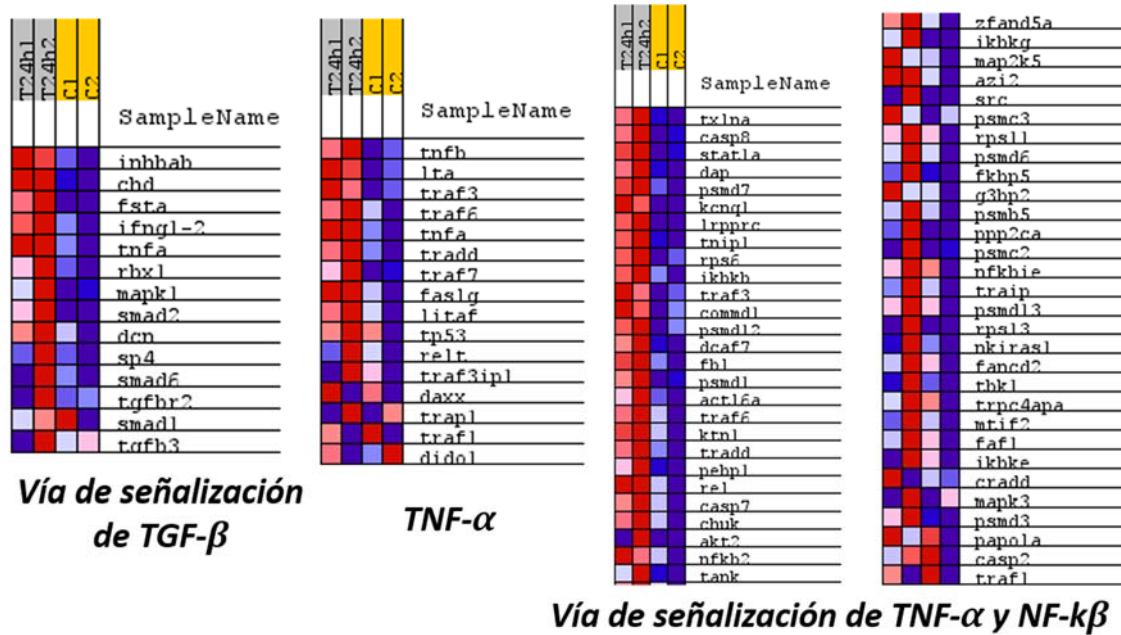 T24h1
T24h2
C1
C2
SampleName
inhbab
chd
fsta
ifng1-2
tnfa
rbx1
mapk1
smad2
dcn
sp4
smad6
tgfbr2
smad1
tgfb3
Vía de señalización
de TGF-β
T24h1
T24h2
C1
C2
SampleName
tnfb
lta
traf3
traf6
tnfa
tradd
traf7
faslg
litaf
tp53
relt
traf3ip1
daxx
trap1
traf1
dido1
TNF-α
T24h1
T24h2
C1
C2
SampleName
txlna
casp8
stat1a
dap
psmd7
kcnq1
lrpprc
tnip1
rps6
ikbkb
traf3
commd1
psmd12
dcaf7
fbl
psmd1
actl6a
traf6
ktn1
tradd
pebp1
rel
casp7
chuk
akt2
nfkb2
tank
zfand5a
ikbkg
map2k5
azi2
src
psmc3
rps11
psmd6
fkbp5
g3bp2
psmb5
ppp2ca
psmc2
nfkbie
traip
psmd13
rps13
nkiras1
fancd2
tbk1
trpc4apa
mtif2
faf1
ikbke
cradd
mapk3
psmd3
papola
casp2
traf1
Vía de señalización de TNF-α y NF-kβ